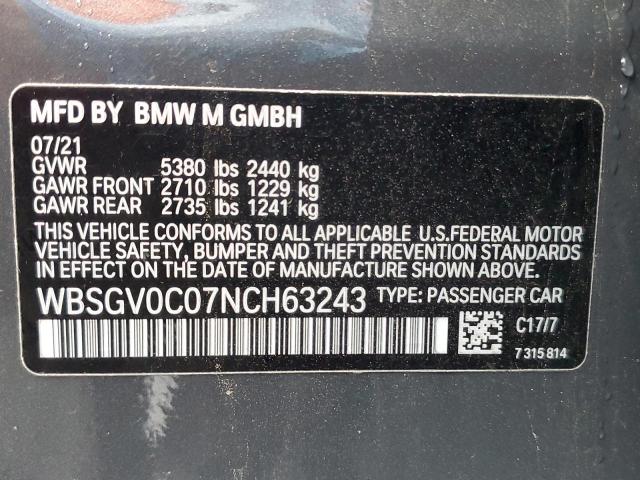 MFD BY BMW M GMBH
07/21
GVWR 5380 lbs 2440 kg
GAWR FRONT 2710 lbs 1229 kg
GAWR REAR 2735 lbs 1241 kg
THIS VEHICLE CONFORMS TO ALL APPLICABLE U.S.FEDERAL MOTOR
VEHICLE SAFETY, BUMPER AND THEFT PREVENTION STANDARDS
IN EFFECT ON THE DATE OF MANUFACTURE SHOWN ABOVE.
WBSGV0C07NCH63243 TYPE: PASSENGER CAR
C17/7
7 315 814